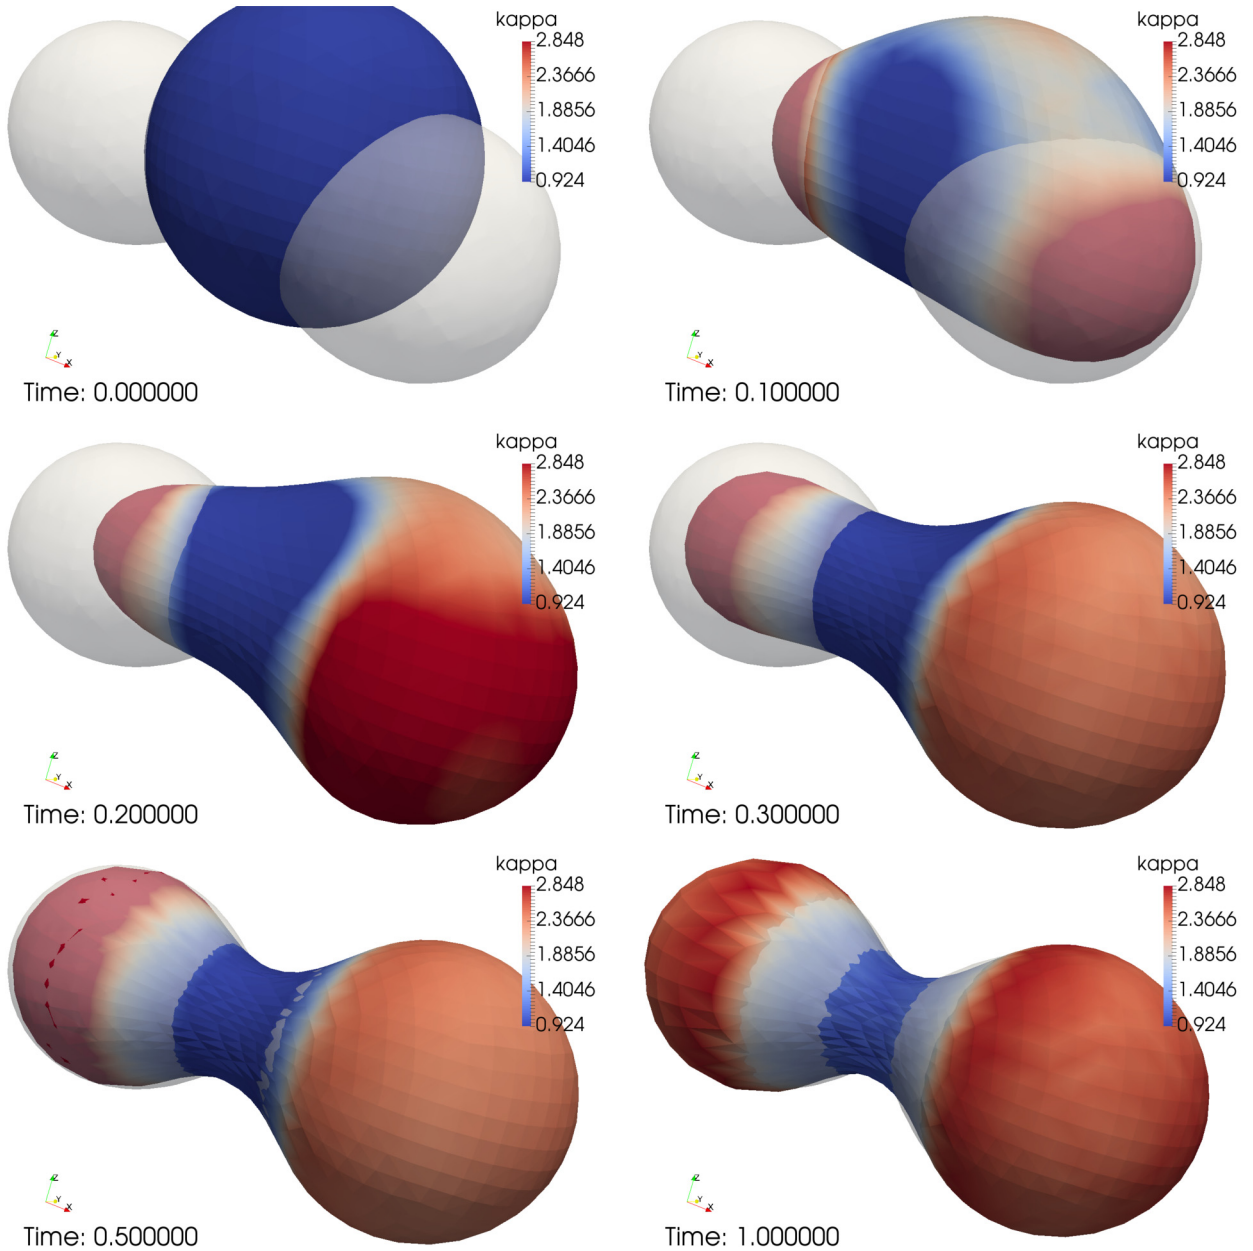 kappa
2.848
2.3666
1.8856
1.4046
0.924
Z
Y
X
Time: 0.000000
kappa
2.848
2.3666
1.8856
1.4046
0.924
Z
Y
X
Time: 0.100000
kappa
2.848
2.3666
1.8856
1.4046
0.924
Z
Y
X
Time: 0.200000
kappa
2.848
2.3666
1.8856
1.4046
0.924
Z
Y
X
Time: 0.300000
kappa
2.848
2.3666
1.8856
1.4046
0.924
Z
Y
X
Time: 0.500000
kappa
2.848
2.3666
1.8856
1.4046
0.924
Z
Y
X
Time: 1.000000